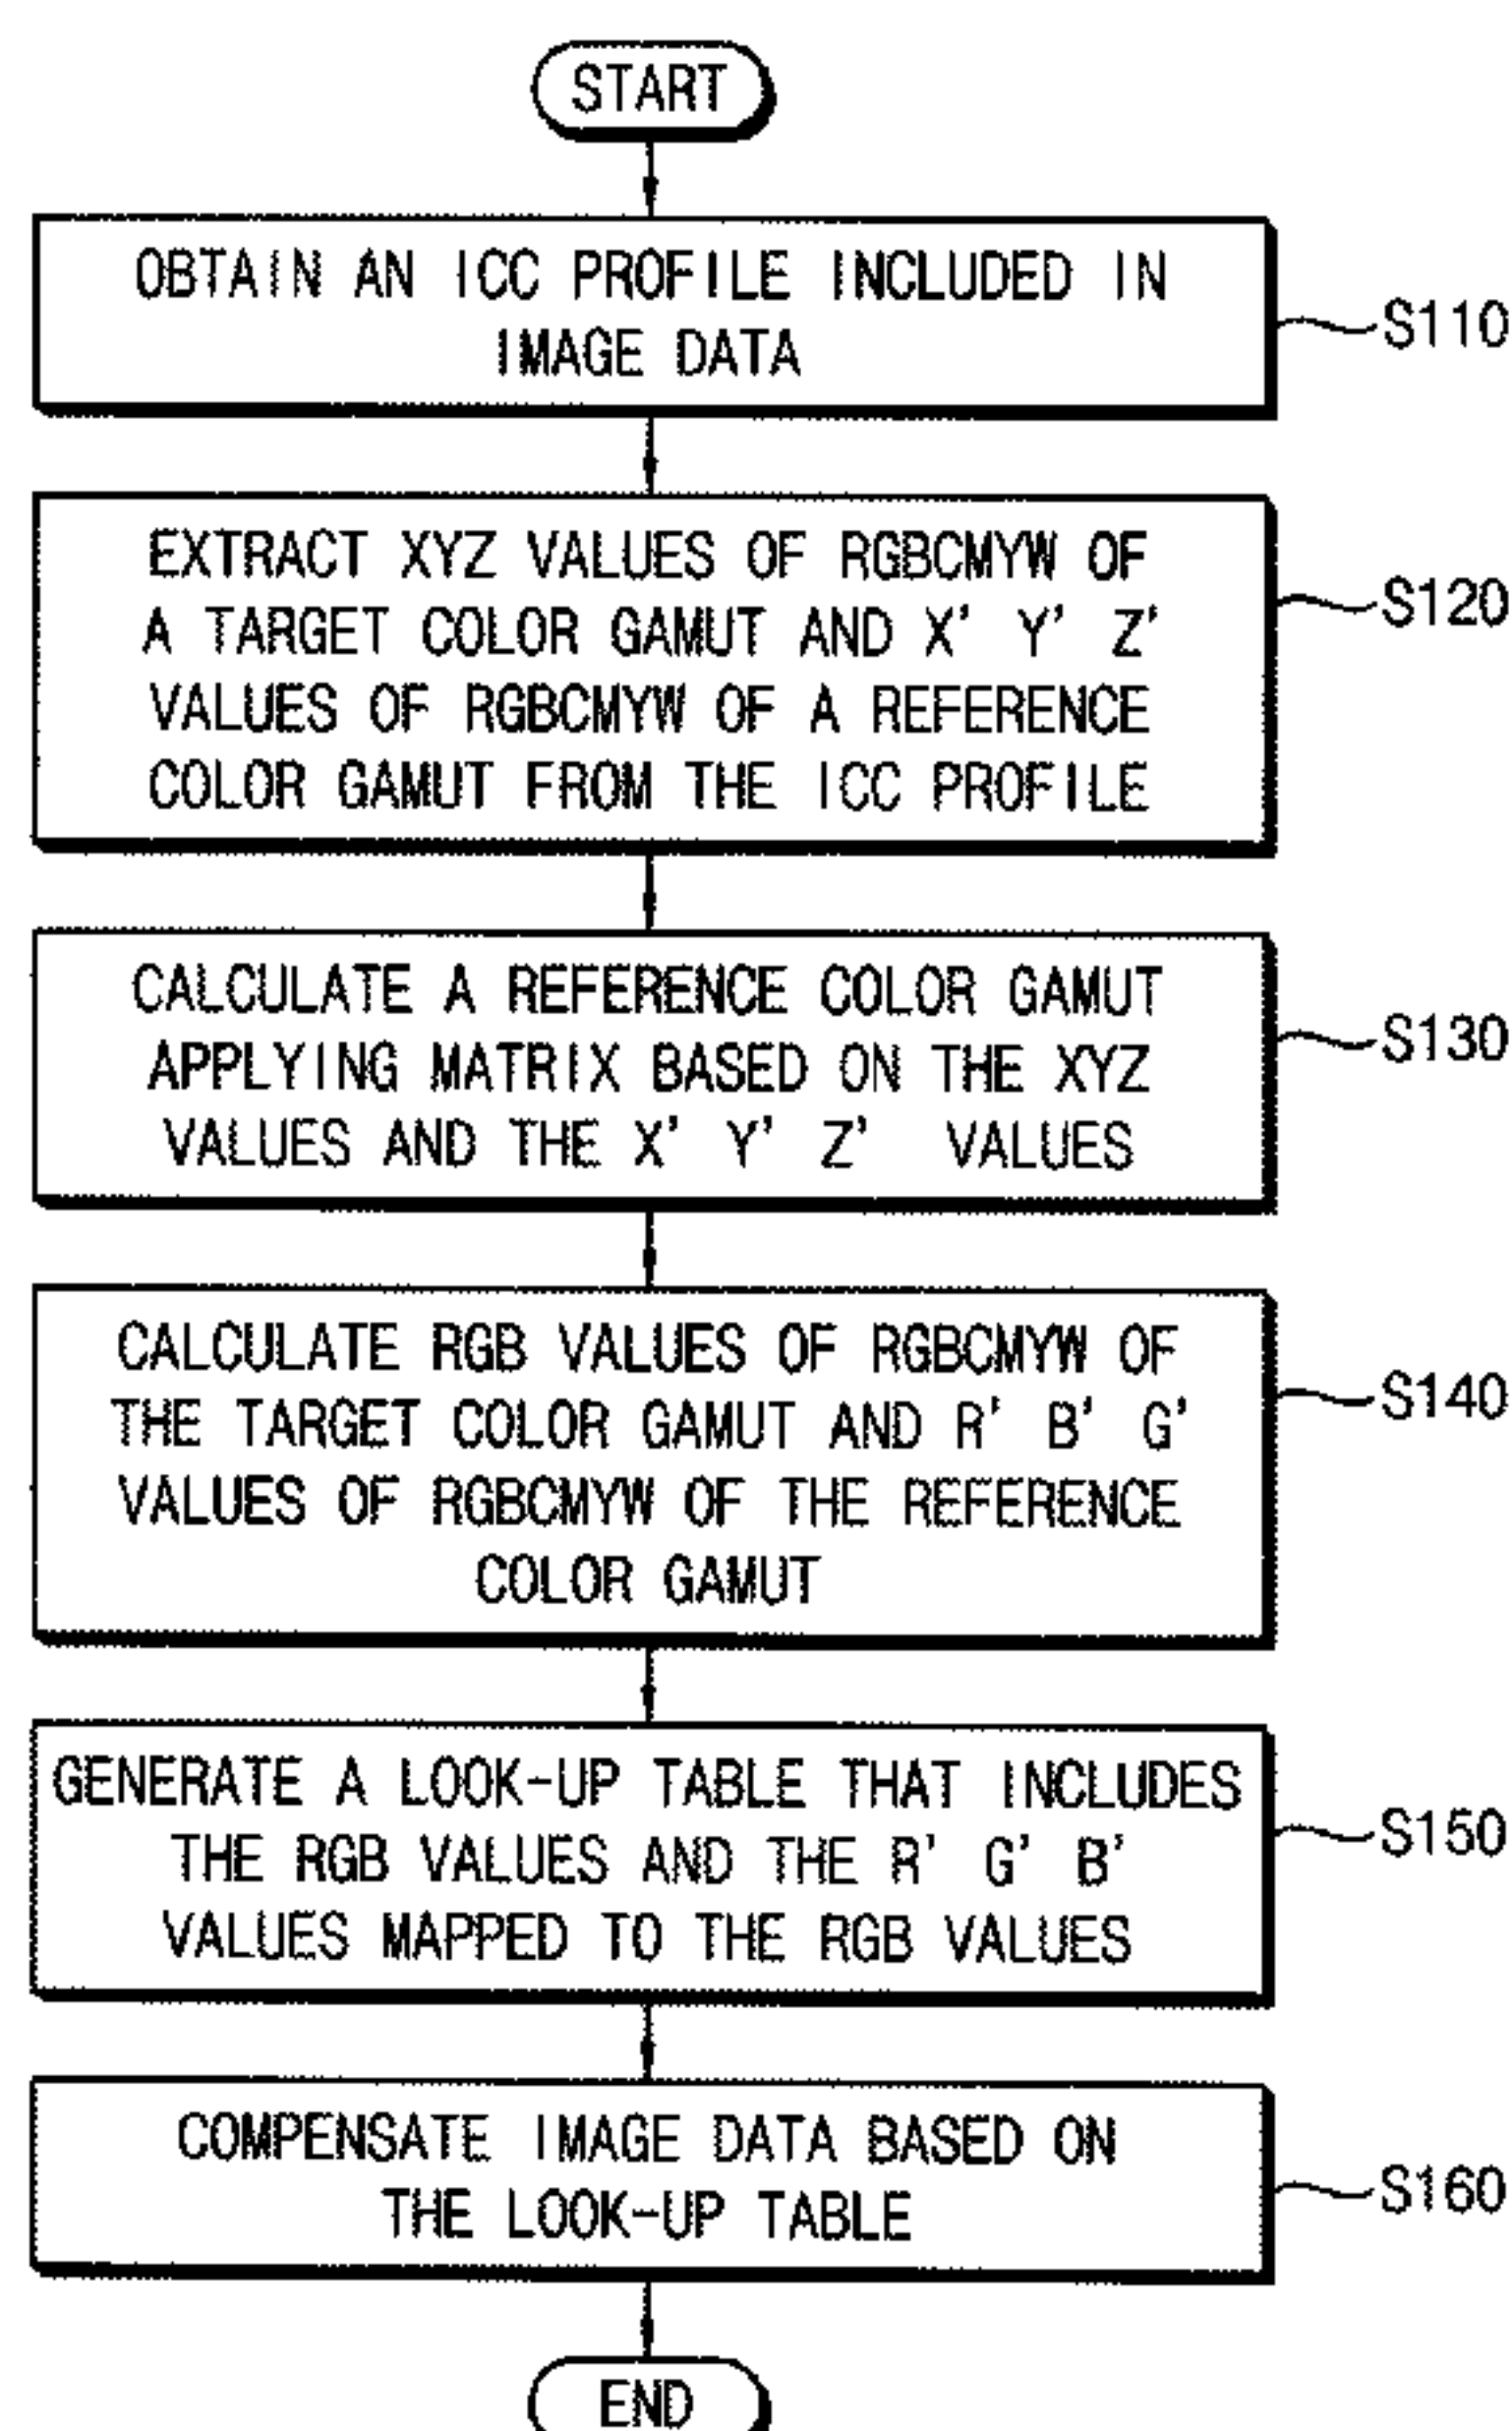 START
OBTAIN AN ICC PROFILE INCLUDED IN
IMAGE DATA
S110
EXTRACT XYZ VALUES OF RGBCMYW OF
A TARGET COLOR GAMUT AND X' Y' Z'
VALUES OF RGBCMYW OF A REFERENCE
COLOR GAMUT FROM THE ICC PROFILE
S120
CALCULATE A REFERENCE COLOR GAMUT
APPLYING MATRIX BASED ON THE XYZ
VALUES AND THE X' Y' Z' VALUES
S130
CALCULATE RGB VALUES OF RGBCMYW OF
THE TARGET COLOR GAMUT AND R' B' G'
VALUES OF RGBCMYW OF THE REFERENCE
COLOR GAMUT
S140
GENERATE A LOOK-UP TABLE THAT INCLUDES
THE RGB VALUES AND THE R' G' B'
VALUES MAPPED TO THE RGB VALUES
S150
COMPENSATE IMAGE DATA BASED ON
THE LOOK-UP TABLE
S160
END